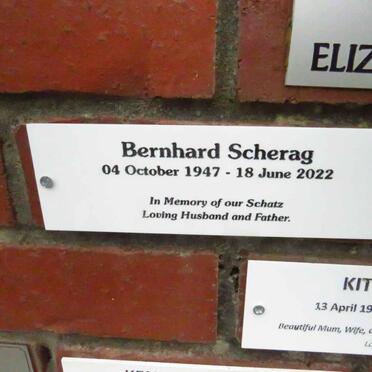 ELIZ
Bernhard Scherag
04 October 1947 - 18 June 2022
In Memory of our Schatz
Loving Husband and Father.
KIT
13 April 19
Beautiful Mum, Wife,